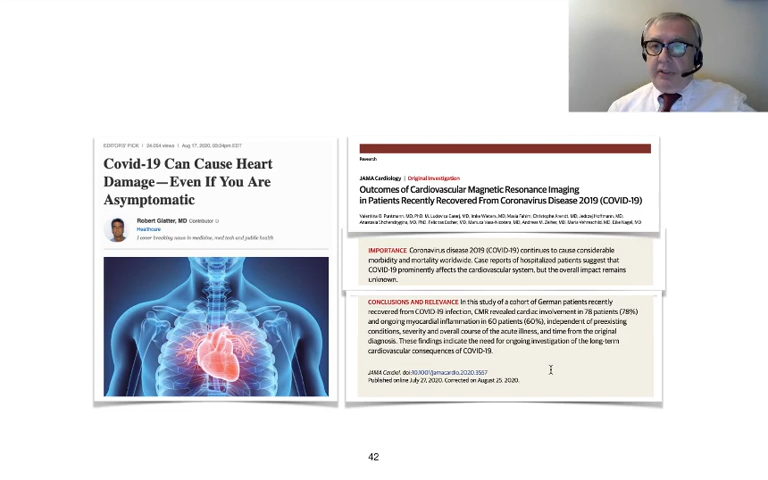 EDITORS' PICK | 24,034 views | Aug 17, 2020, 03:24pm EDT
Covid-19 Can Cause Heart
Damage—Even If You Are
Asymptomatic
Robert Glatter, MD Contributor
Healthcare
I cover breaking news in medicine, med tech and public health
Research
JAMA Cardiology | Original Investigation
Outcomes of Cardiovascular Magnetic Resonance Imaging
in Patients Recently Recovered From Coronavirus Disease 2019 (COVID-19)
IMPORTANCE Coronavirus disease 2019 (COVID-19) continues to cause considerable
morbidity and mortality worldwide. Case reports of hospitalized patients suggest that
COVID-19 prominently affects the cardiovascular system, but the overall impact remains
unknown.
CONCLUSIONS AND RELEVANCE In this study of a cohort of German patients recently
recovered from COVID-19 infection, CMR revealed cardiac involvement in 78 patients (78%)
and ongoing myocardial inflammation in 60 patients (60%), independent of preexisting
conditions, severity and overall course of the acute illness, and time from the original
diagnosis. These findings indicate the need for ongoing investigation of the long-term
cardiovascular consequences of COVID-19.
JAMA Cardiol. doi:10.1001/jamacardio.2020.3557
Published online July 27, 2020. Corrected on August 25, 2020.
42